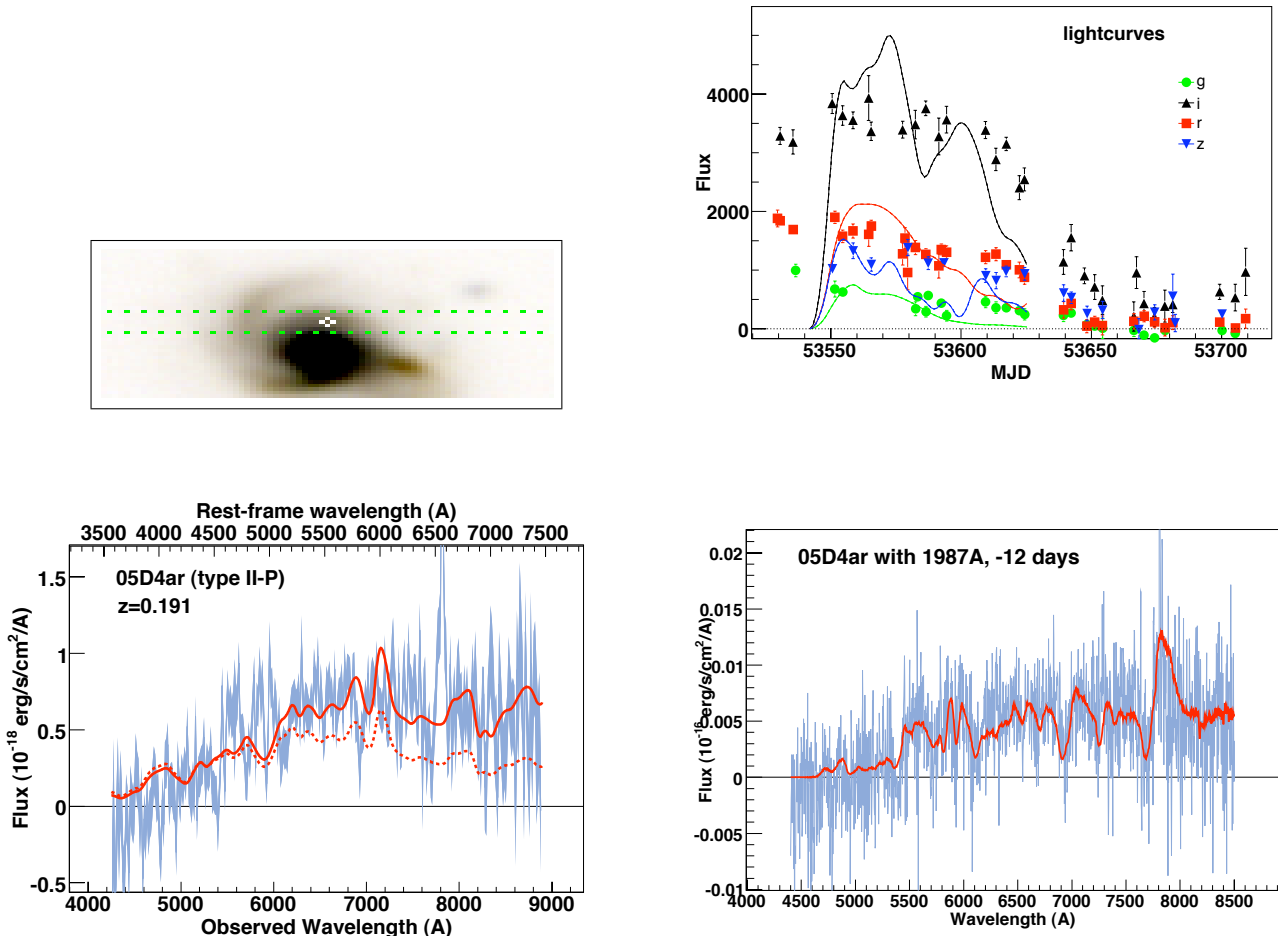 lightcurves
g
i
r
z
Flux
4000
2000
0
53550 53600 53650 53700
MJD
Rest-frame wavelength (A)
3500 4000 4500 5000 5500 6000 6500 7000 7500
05D4ar (type II-P)
z=0.191
Flux (10⁻¹⁸ erg/s/cm²/A)
1.5
1
0.5
0
-0.5
4000 5000 6000 7000 8000 9000
Observed Wavelength (A)
05D4ar with 1987A, -12 days
Flux (10⁻¹⁶ erg/s/cm²/A)
0.02
0.015
0.01
0.005
0
-0.005
-0.01
4000 4500 5000 5500 6000 6500 7000 7500 8000 8500
Wavelength (A)